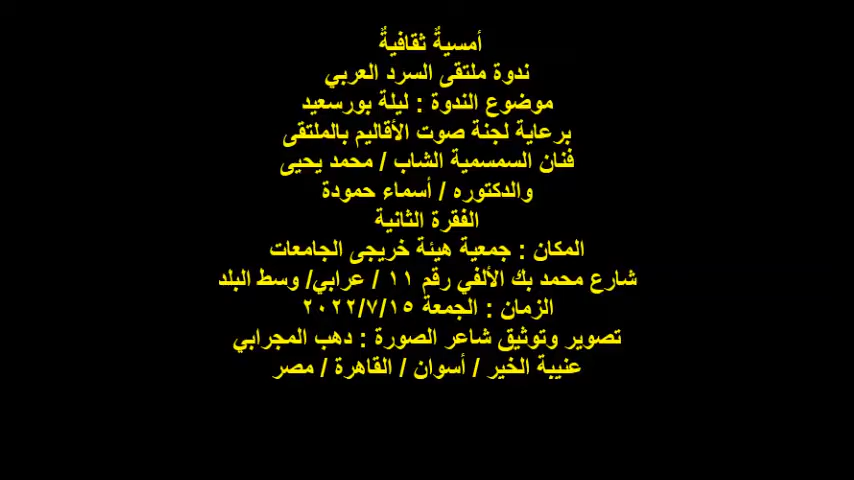 أمسيةٌ ثقافيةٌ
ندوة ملتقى السرد العربي
موضوع الندوة : ليلة بورسعيد
برعاية لجنة صوت الأقاليم بالملتقى
فنان السمسمية الشاب / محمد يحيى
والدكتوره / أسماء حمودة
الفقرة الثانية
المكان : جمعية هيئة خريجى الجامعات
شارع محمد بك الألفي رقم ١١ / عرابي/ وسط البلد
الزمان : الجمعة ٢٠٢٢/٧/١٥
تصوير وتوثيق شاعر الصورة : دهب المجرابي
عنيبة الخير / أسوان / القاهرة / مصر